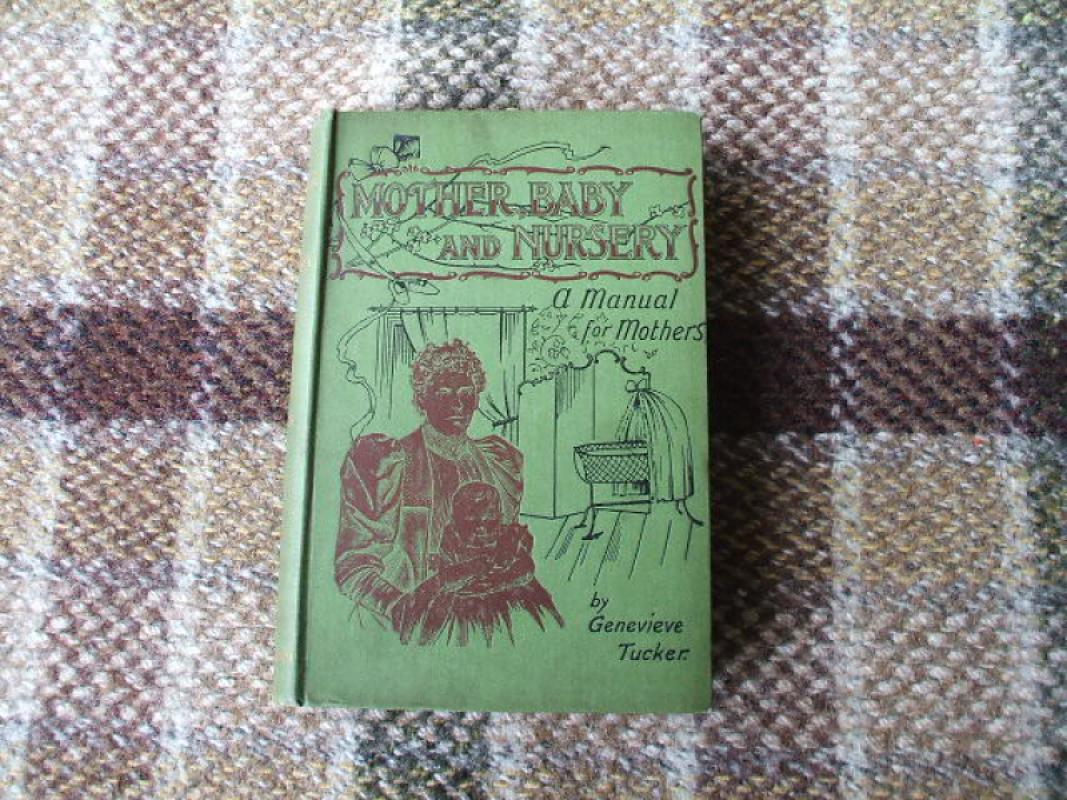 MOTHER, BABY
AND NURSERY
A Manual
for Mothers
by
Genevieve
Tucker.